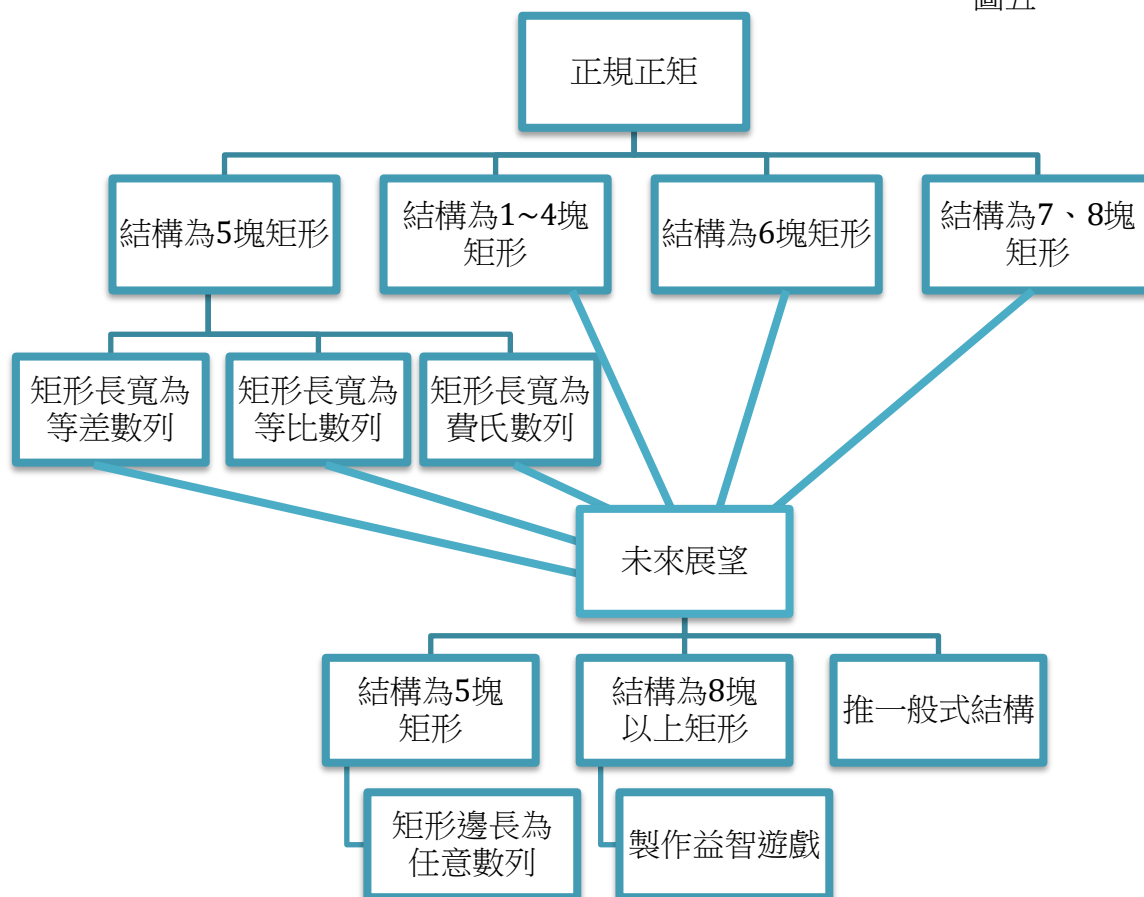 圖五
正規正矩
結構為5塊矩形
結構為1~4塊
矩形
結構為6塊矩形
結構為7、8塊
矩形
矩形長寬為
等差數列
矩形長寬為
等比數列
矩形長寬為
費氏數列
未來展望
結構為5塊
矩形
結構為8塊
以上矩形
推一般式結構
矩形邊長為
任意數列
製作益智遊戲